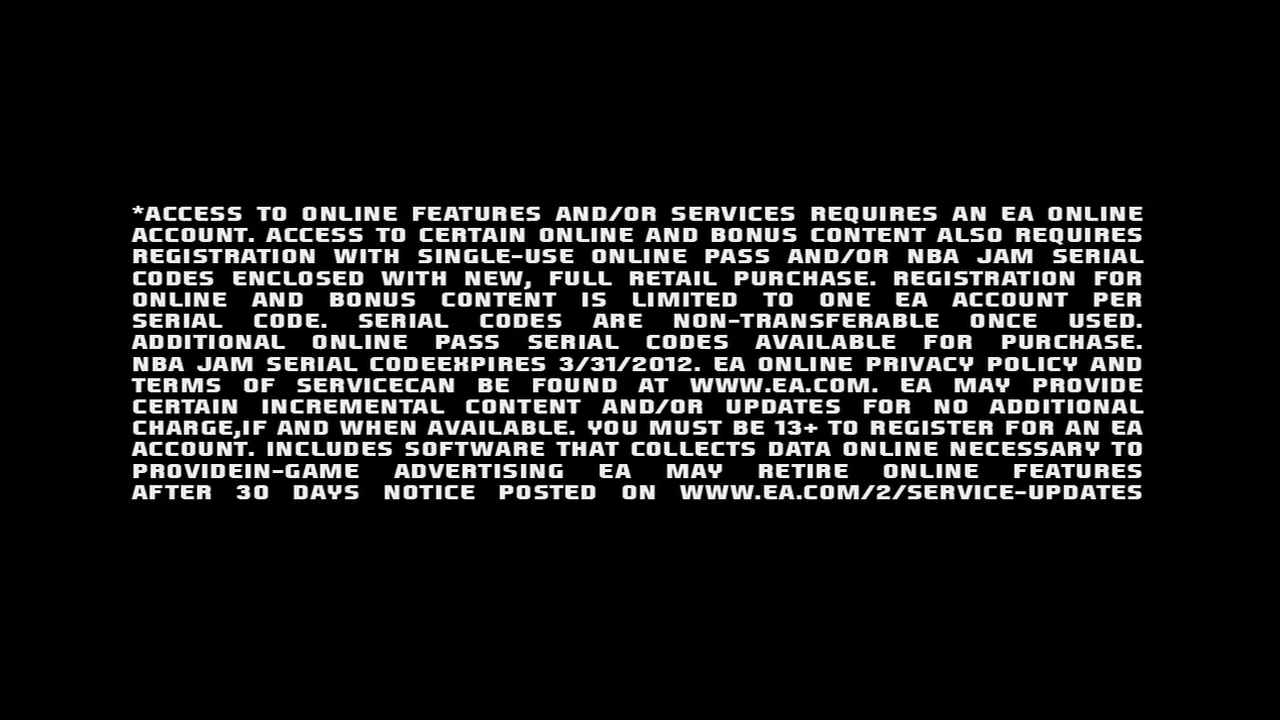 *ACCESS TO ONLINE FEATURES AND/OR SERVICES REQUIRES AN EA ONLINE
ACCOUNT. ACCESS TO CERTAIN ONLINE AND BONUS CONTENT ALSO REQUIRES
REGISTRATION WITH SINGLE-USE ONLINE PASS AND/OR NBA JAM SERIAL
CODES ENCLOSED WITH NEW, FULL RETAIL PURCHASE. REGISTRATION FOR
ONLINE AND BONUS CONTENT IS LIMITED TO ONE EA ACCOUNT PER
SERIAL CODE. SERIAL CODES ARE NON-TRANSFERABLE ONCE USED.
ADDITIONAL ONLINE PASS SERIAL CODES AVAILABLE FOR PURCHASE.
NBA JAM SERIAL CODEEXPIRES 3/31/2012. EA ONLINE PRIVACY POLICY AND
TERMS OF SERVICECAN BE FOUND AT WWW.EA.COM. EA MAY PROVIDE
CERTAIN INCREMENTAL CONTENT AND/OR UPDATES FOR NO ADDITIONAL
CHARGE,IF AND WHEN AVAILABLE. YOU MUST BE 13+ TO REGISTER FOR AN EA
ACCOUNT. INCLUDES SOFTWARE THAT COLLECTS DATA ONLINE NECESSARY TO
PROVIDEIN-GAME ADVERTISING EA MAY RETIRE ONLINE FEATURES
AFTER 30 DAYS NOTICE POSTED ON WWW.EA.COM/2/SERVICE-UPDATES